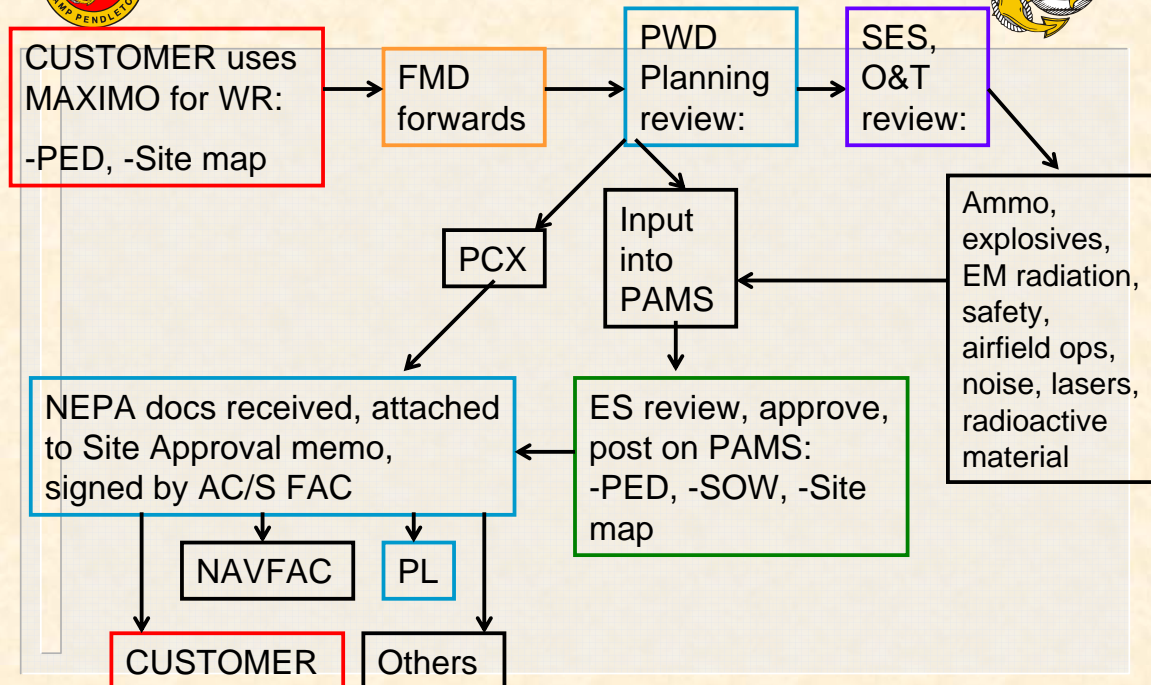 AMP PENDLETO
CUSTOMER uses
MAXIMO for WR:
-PED, -Site map
FMD
forwards
PWD
Planning
review:
SES,
O&T
review:
Ammo,
explosives,
EM radiation,
safety,
airfield ops,
noise, lasers,
radioactive
material
PCX
Input
into
PAMS
NEPA docs received, attached
to Site Approval memo,
signed by AC/S FAC
ES review, approve,
post on PAMS:
-PED, -SOW, -Site
map
NAVFAC
PL
CUSTOMER
Others